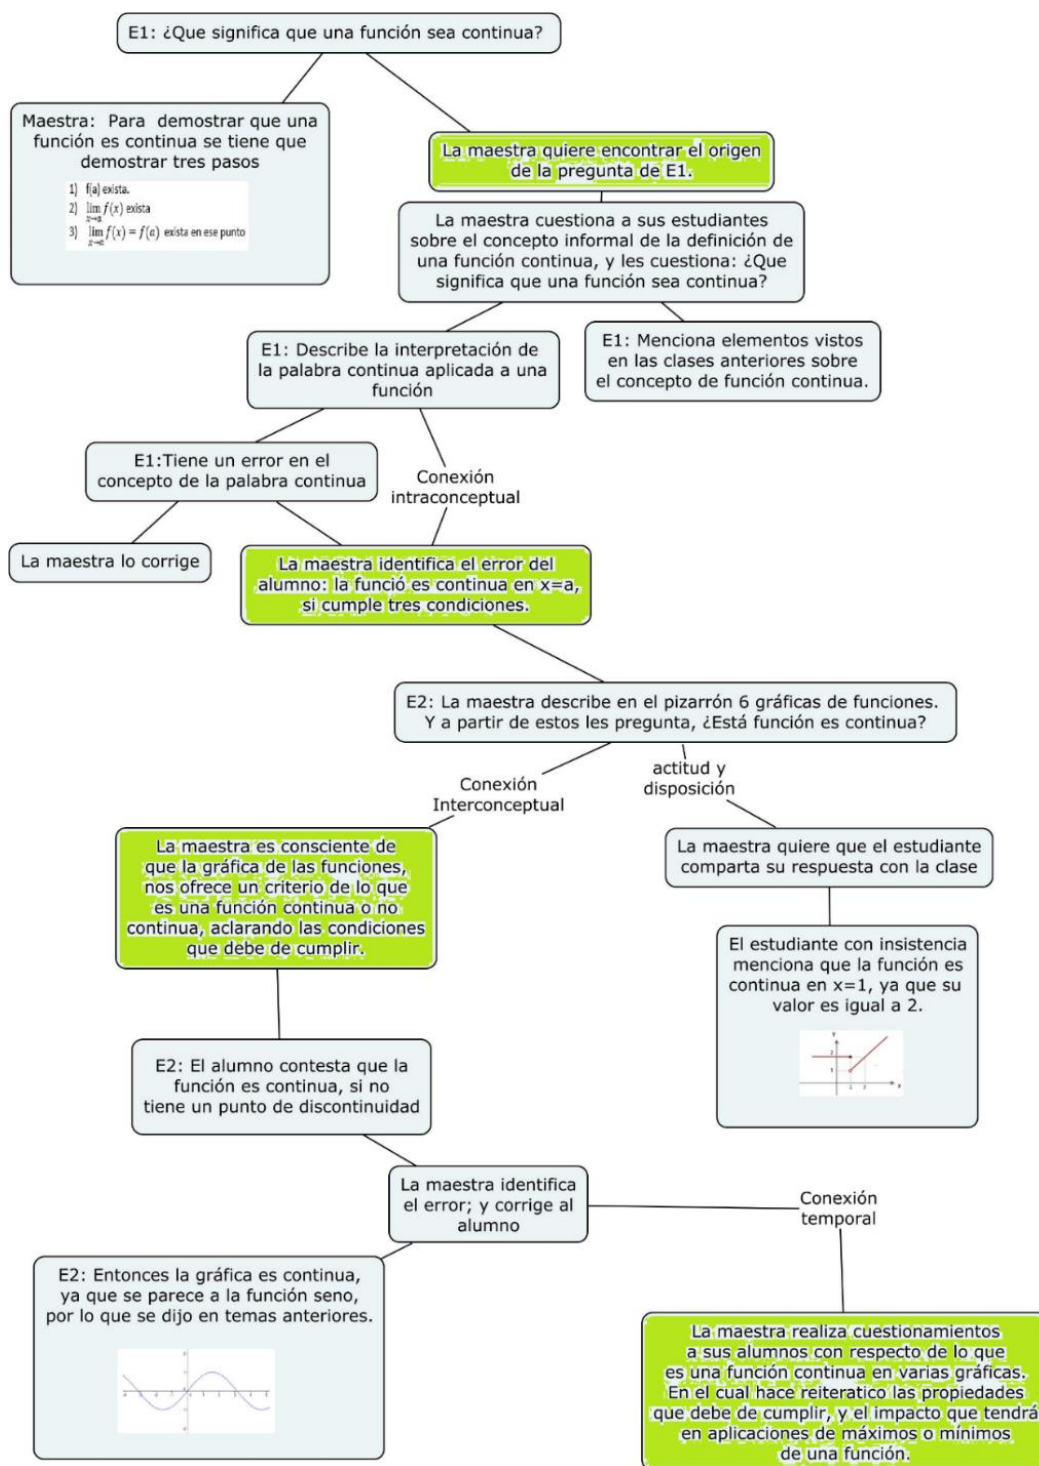 E1: ¿Que significa que una función sea continua?
Maestra: Para demostrar que una
función es continua se tiene que
demostrar tres pasos
1) f(a) exista.
2) lim f(x) exista
x→a
3) lim f(x) = f(a) exista en ese punto
x→a
La maestra quiere encontrar el origen
de la pregunta de E1.
La maestra cuestiona a sus estudiantes
sobre el concepto informal de la definición de
una función continua, y les cuestiona: ¿Que
significa que una función sea continua?
E1: Describe la interpretación de
la palabra continua aplicada a una
función
E1: Menciona elementos vistos
en las clases anteriores sobre
el concepto de función continua.
E1:Tiene un error en el
concepto de la palabra continua
Conexión
intraconceptual
La maestra lo corrige
La maestra identifica el error del
alumno: la funció es continua en x=a,
si cumple tres condiciones.
E2: La maestra describe en el pizarrón 6 gráficas de funciones.
Y a partir de estos les pregunta, ¿Está función es continua?
Conexión
Interconceptual
actitud y
disposición
La maestra es consciente de
que la gráfica de las funciones,
nos ofrece un criterio de lo que
es una función continua o no
continua, aclarando las condiciones
que debe de cumplir.
La maestra quiere que el estudiante
comparta su respuesta con la clase
El estudiante con insistencia
menciona que la función es
continua en x=1, ya que su
valor es igual a 2.
E2: El alumno contesta que la
función es continua, si no
tiene un punto de discontinuidad
La maestra identifica
el error; y corrige al
alumno
Conexión
temporal
E2: Entonces la gráfica es continua,
ya que se parece a la función seno,
por lo que se dijo en temas anteriores.
La maestra realiza cuestionamientos
a sus alumnos con respecto de lo que
es una función continua en varias gráficas.
En el cual hace reiteratico las propiedades
que debe de cumplir, y el impacto que tendrá
en aplicaciones de máximos o mínimos
de una función.